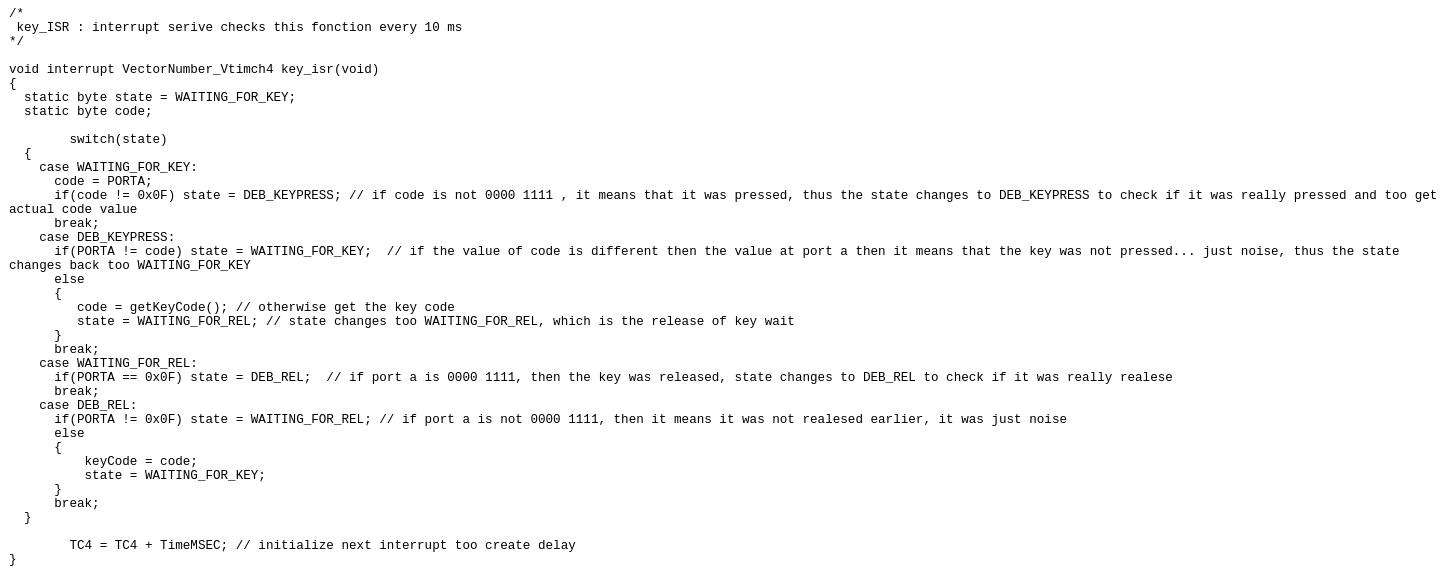 /*
 key_ISR : interrupt serive checks this fonction every 10 ms
*/

void interrupt VectorNumber_Vtimch4 key_isr(void)
{
  static byte state = WAITING_FOR_KEY;
  static byte code;

        switch(state)
  {
    case WAITING_FOR_KEY:
      code = PORTA;
      if(code != 0x0F) state = DEB_KEYPRESS; // if code is not 0000 1111 , it means that it was pressed, thus the state changes to DEB_KEYPRESS to check if it was really pressed and too get
actual code value
      break;
    case DEB_KEYPRESS:
      if(PORTA != code) state = WAITING_FOR_KEY;  // if the value of code is different then the value at port a then it means that the key was not pressed... just noise, thus the state
changes back too WAITING_FOR_KEY
      else
      {
         code = getKeyCode(); // otherwise get the key code
         state = WAITING_FOR_REL; // state changes too WAITING_FOR_REL, which is the release of key wait
      }
      break;
    case WAITING_FOR_REL:
      if(PORTA == 0x0F) state = DEB_REL;  // if port a is 0000 1111, then the key was released, state changes to DEB_REL to check if it was really realese
      break;
    case DEB_REL:
      if(PORTA != 0x0F) state = WAITING_FOR_REL; // if port a is not 0000 1111, then it means it was not realesed earlier, it was just noise
      else
      {
          keyCode = code;
          state = WAITING_FOR_KEY;
      }
      break;
  }

        TC4 = TC4 + TimeMSEC; // initialize next interrupt too create delay
}